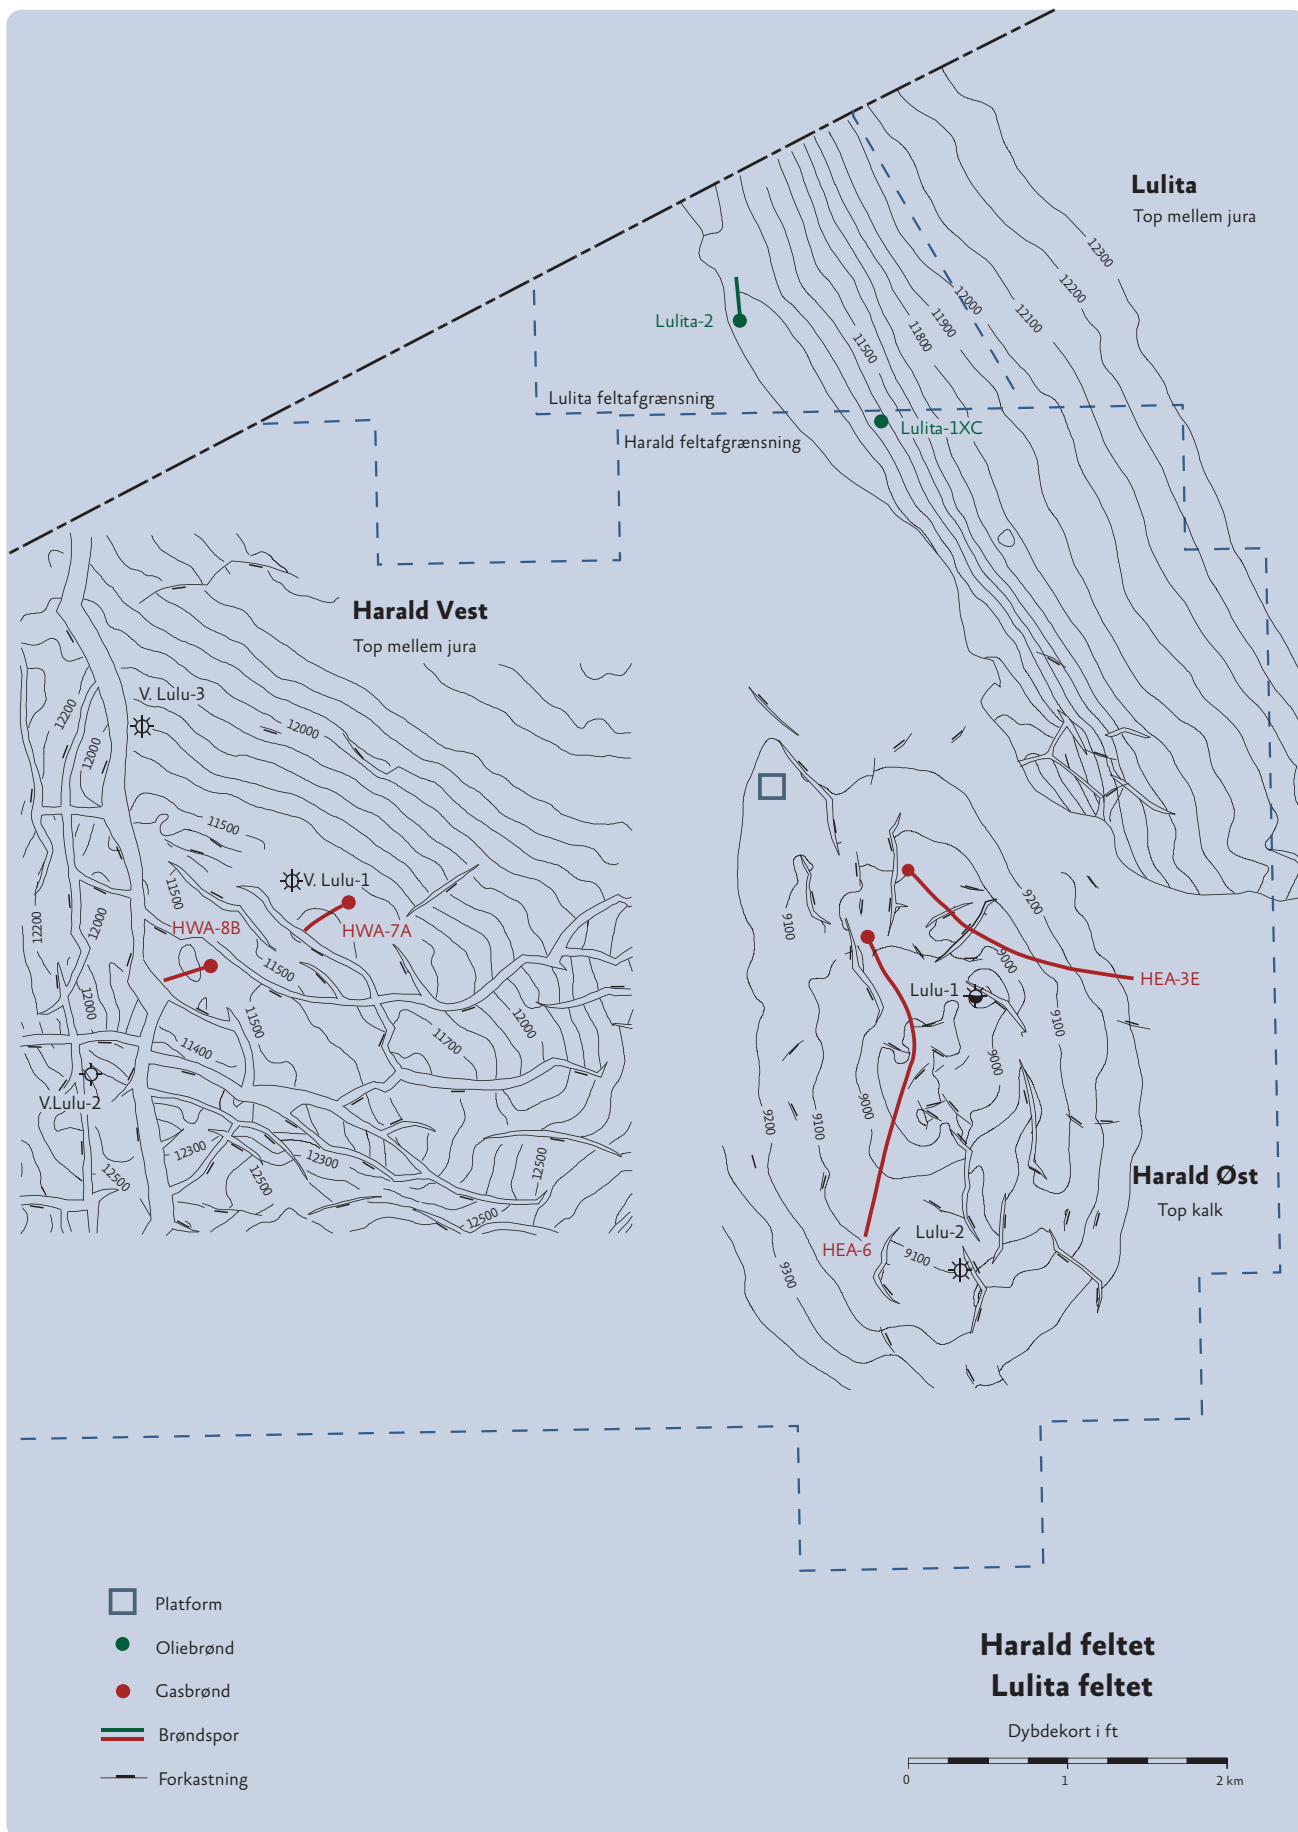 Lulita
Top mellem jura
12300
12200
12100
12000
11900
11800
11500
Lulita-2
Lulita feltafgrænsning
Lulita-1XC
Harald feltafgrænsning
Harald Vest
Top mellem jura
V. Lulu-3
12200
12000
12000
11500
V. Lulu-1
11500
HWA-8B
HWA-7A
12200
12000
11500
12000
11500
11400
11700
12000
V.Lulu-2
12300
12300
12500
12500
12500
12500
9200
9100
9000
HEA-3E
Lulu-1
9100
9000
9000
9200
9100
Harald Øst
Top kalk
Lulu-2
HEA-6
9100
9300
Platform
Oliebrønd
Gasbrønd
Brøndspor
Forkastning
Harald feltet
Lulita feltet
Dybdekort i ft
0 1 2 km